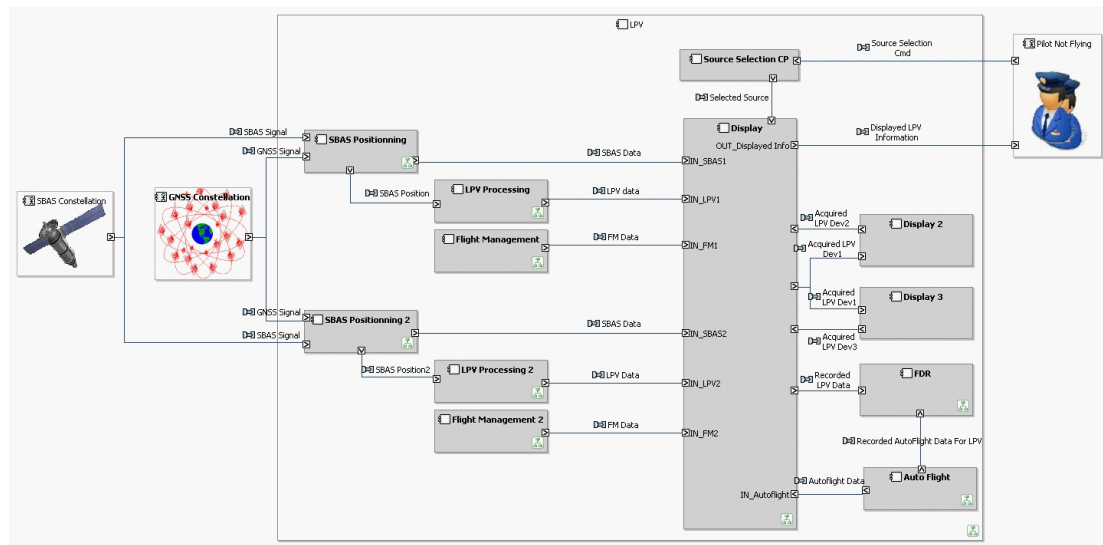 LPV
Source Selection
Cmd
Pilot Not Flying
Source Selection CP
Selected Source
SBAS Signal
SBAS Positionning
Display
Displayed LPV
Information
OUT_Displayed Info
GNSS Signal
SBAS Data
IN_SBAS1
SBAS Constellation
GNSS Constellation
SBAS Position
LPV Processing
LPV data
IN_LPV1
Flight Management
FM Data
IN_FM1
Acquired
LPV Dev2
Display 2
Acquired LPV
Dev1
Acquired
LPV Dev1
Display 3
Acquired
LPV Dev3
GNSS Signal
SBAS Positionning 2
SBAS Signal
SBAS Data
IN_SBAS2
SBAS Position2
LPV Processing 2
LPV Data
IN_LPV2
Recorded
LPV Data
FDR
Flight Management 2
FM Data
IN_FM2
Recorded AutoFlight Data For LPV
Autoflight Data
Auto Flight
IN_Autoflight